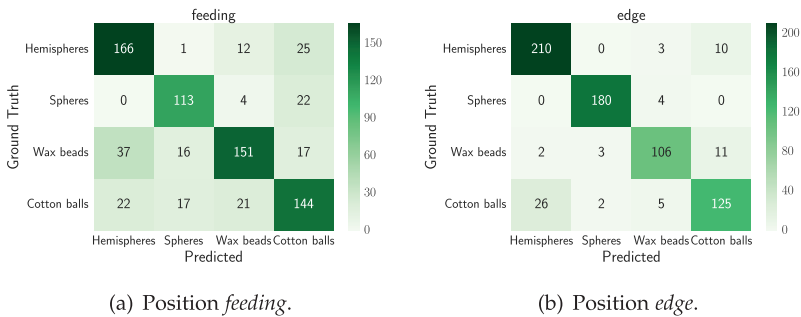 feeding
Ground Truth
Hemispheres 166 1 12 25
Spheres 0 113 4 22
Wax beads 37 16 151 17
Cotton balls 22 17 21 144
Hemispheres Spheres Wax beads Cotton balls
Predicted
150
120
90
60
30
0
(a) Position feeding.
edge
Ground Truth
Hemispheres 210 0 3 10
Spheres 0 180 4 0
Wax beads 2 3 106 11
Cotton balls 26 2 5 125
Hemispheres Spheres Wax beads Cotton balls
Predicted
200
160
120
80
40
0
(b) Position edge.